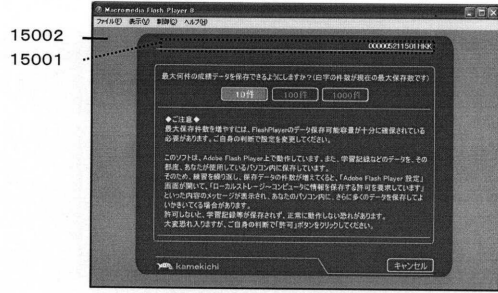 Macromedia Flash Player 8
ファイル(F) 表示(V) 制御(C) ヘルプ(H)
15002
00000521150IHKK
15001
最大何件の成績データを保存できるようにしますか？(白字の件数が現在の最大保存数です)
10件 100件 1000件
◆ご注意◆
最大保存件数を増やすには、FlashPlayerのデータ保存可能容量が十分に確保されている
必要があります。ご自身の判断で設定を変更してください。
このソフトは、Adobe Flash Player上で動作しています。また、学習記録などのデータを、その
都度、あなたが使用しているパソコン内に保存しています。
そのため、練習を繰り返し、保存データの件数が増えてくると、「Adobe Flash Player 設定」
画面が開いて、「ローカルストレージ～コンピュータに情報を保存する許可を要求しています」
といった内容のメッセージが表示され、あなたのパソコン内に、さらに多くのデータを保存してよ
いかきいてくる場合があります。
許可しないと、学習記録等が保存されず、正常に動作しない恐れがあります。
大変恐れ入りますが、ご自身の判断で「許可」ボタンをクリックしてください。
kamekichi
キャンセル